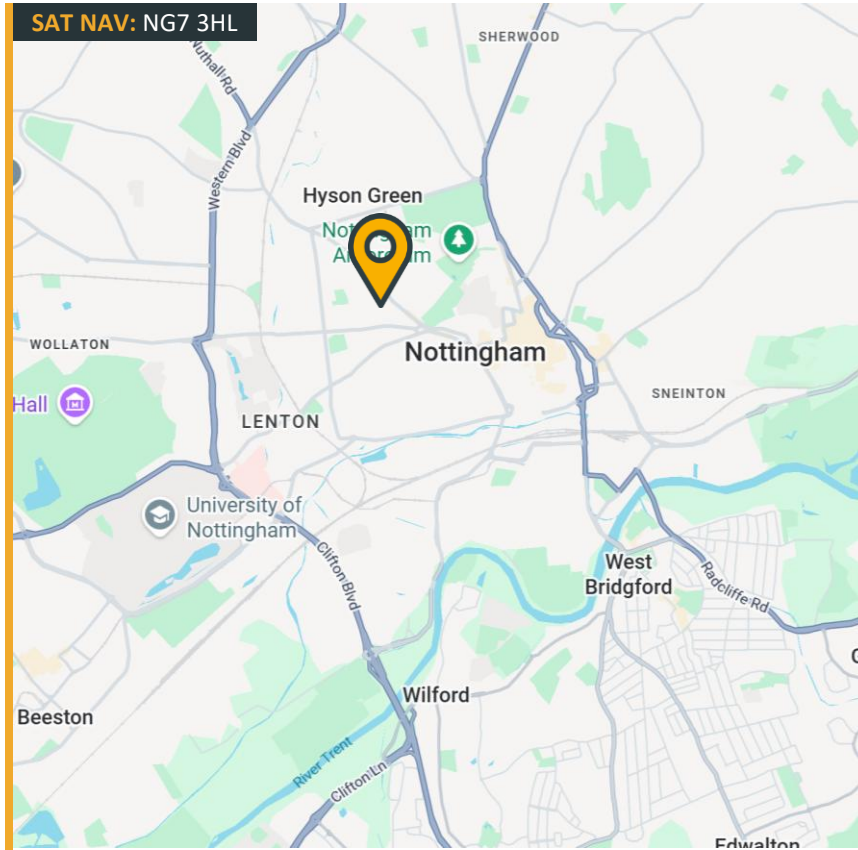 SAT NAV: NG7 3HL
SHERWOOD
Nuthall Rd
Western Blvd
Hyson Green
WOLLATON
Nottingham
SNEINTON
Hall
LENTON
University of
Nottingham
Clifton Blvd
West
Bridgford
Radcliffe Rd
Wilford
Beeston
River Trent
Clifton Ln
Edwalton